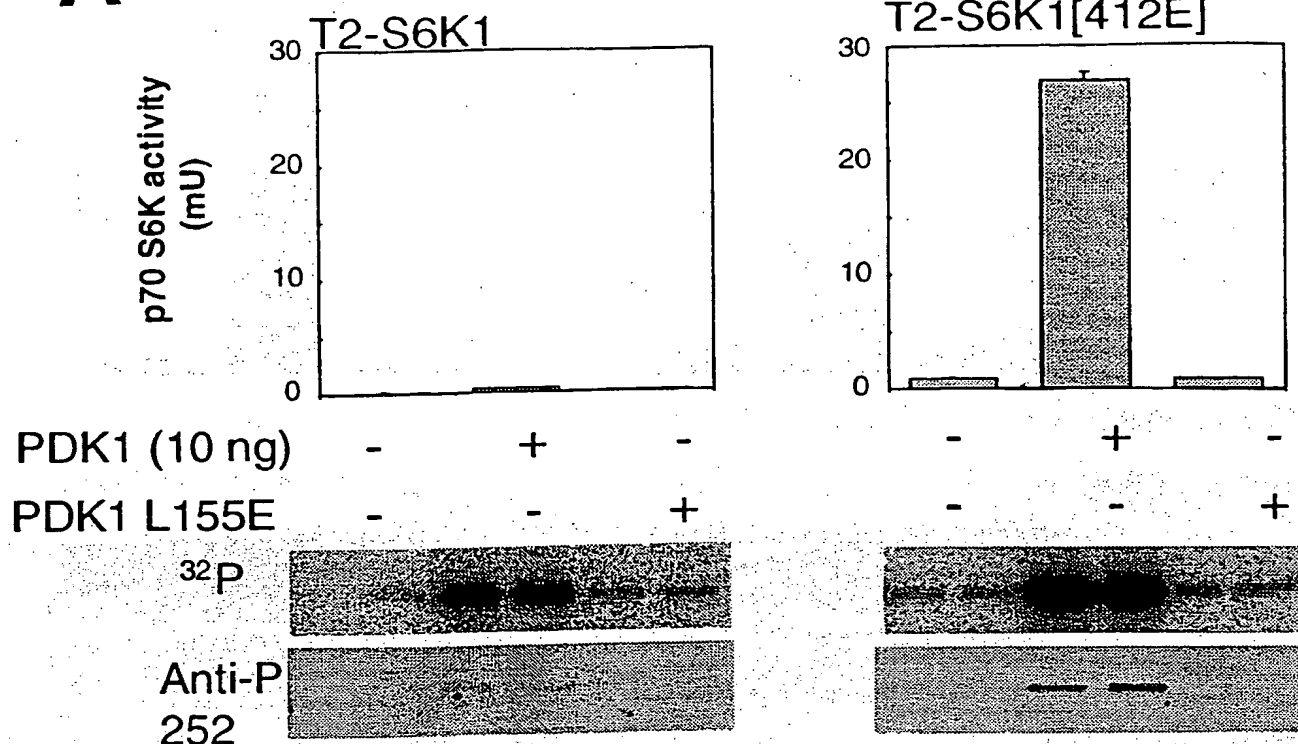 A
T2-S6K1
T2-S6K1[412E]
p70 S6K activity
(mU)
30
20
10
0
30
20
10
0
PDK1 (10 ng) - + - - + -
PDK1 L155E - - + - - +
32P
Anti-P
252